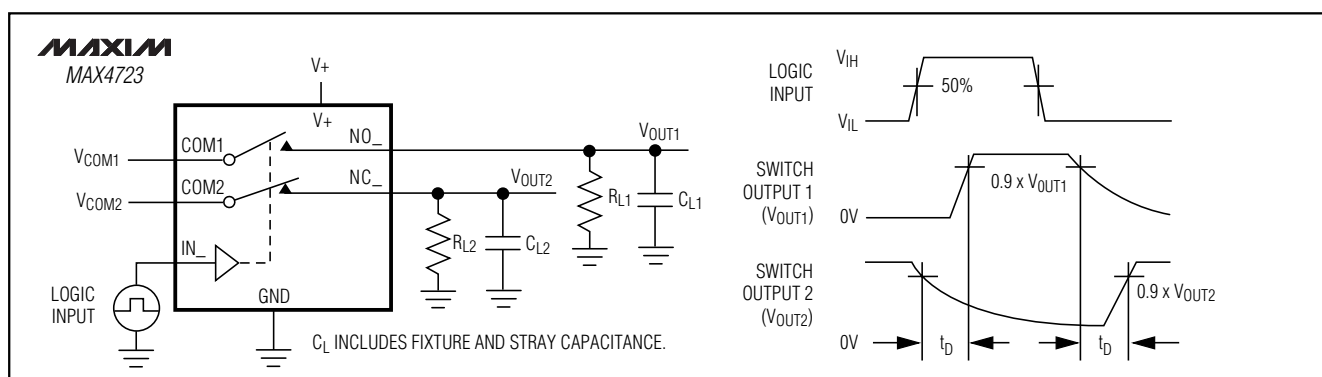 MAXIM
MAX4723
V+
V+
COM1
NO_
VCOM1
VOUT1
COM2
NC_
VCOM2
VOUT2
RL1
CL1
RL2
CL2
IN_
LOGIC
INPUT
GND
CL INCLUDES FIXTURE AND STRAY CAPACITANCE.
LOGIC
INPUT
VIH
50%
VIL
SWITCH
OUTPUT 1
(VOUT1)
0.9 x VOUT1
0V
SWITCH
OUTPUT 2
(VOUT2)
0.9 x VOUT2
0V
tD
tD